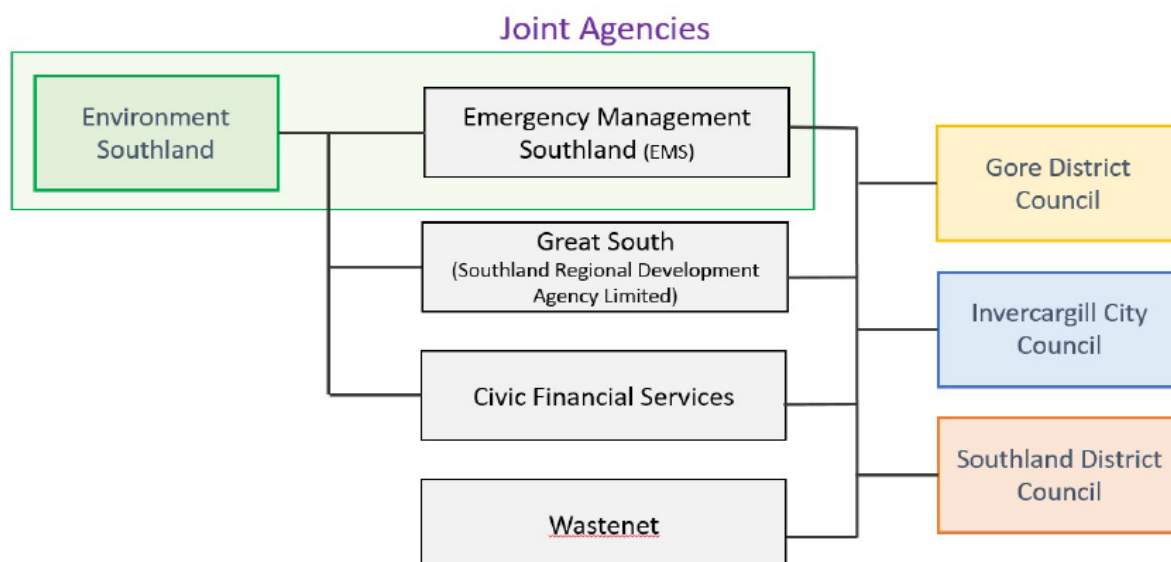 Joint Agencies
Environment
Southland
Emergency Management
Southland (EMS)
Great South
(Southland Regional Development
Agency Limited)
Civic Financial Services
Wastenet
Gore District
Council
Invercargill City
Council
Southland District
Council